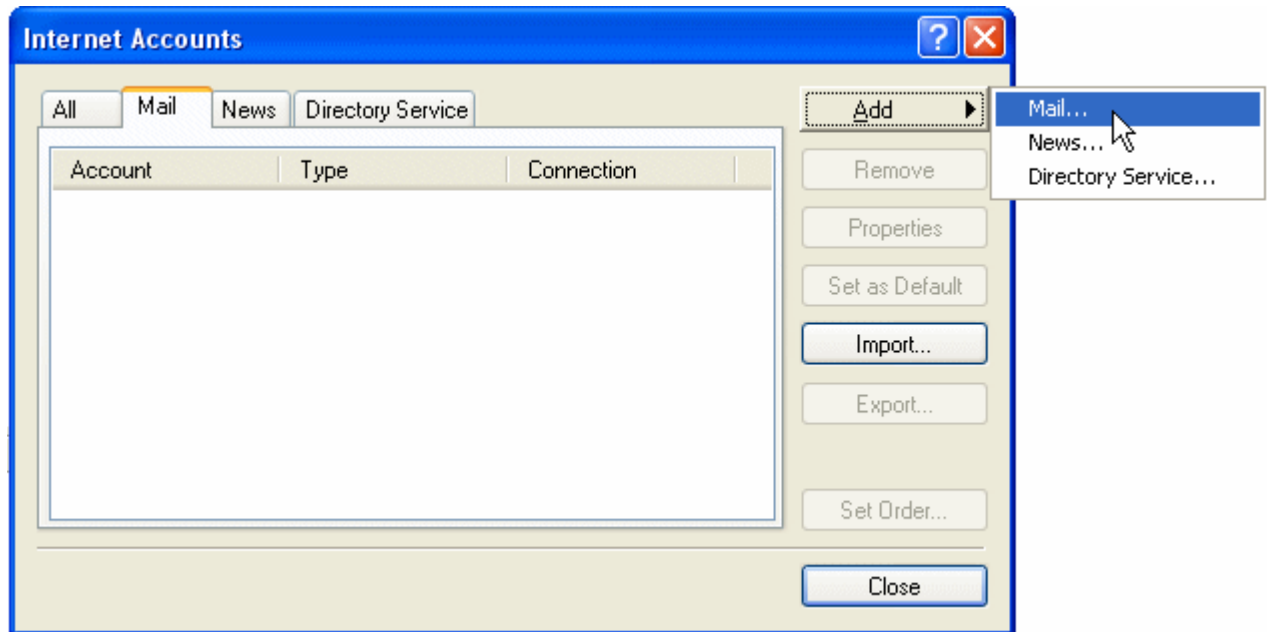 Internet Accounts
All Mail News Directory Service
Account Type Connection
Add
Mail...
News...
Directory Service...
Remove
Properties
Set as Default
Import...
Export...
Set Order...
Close